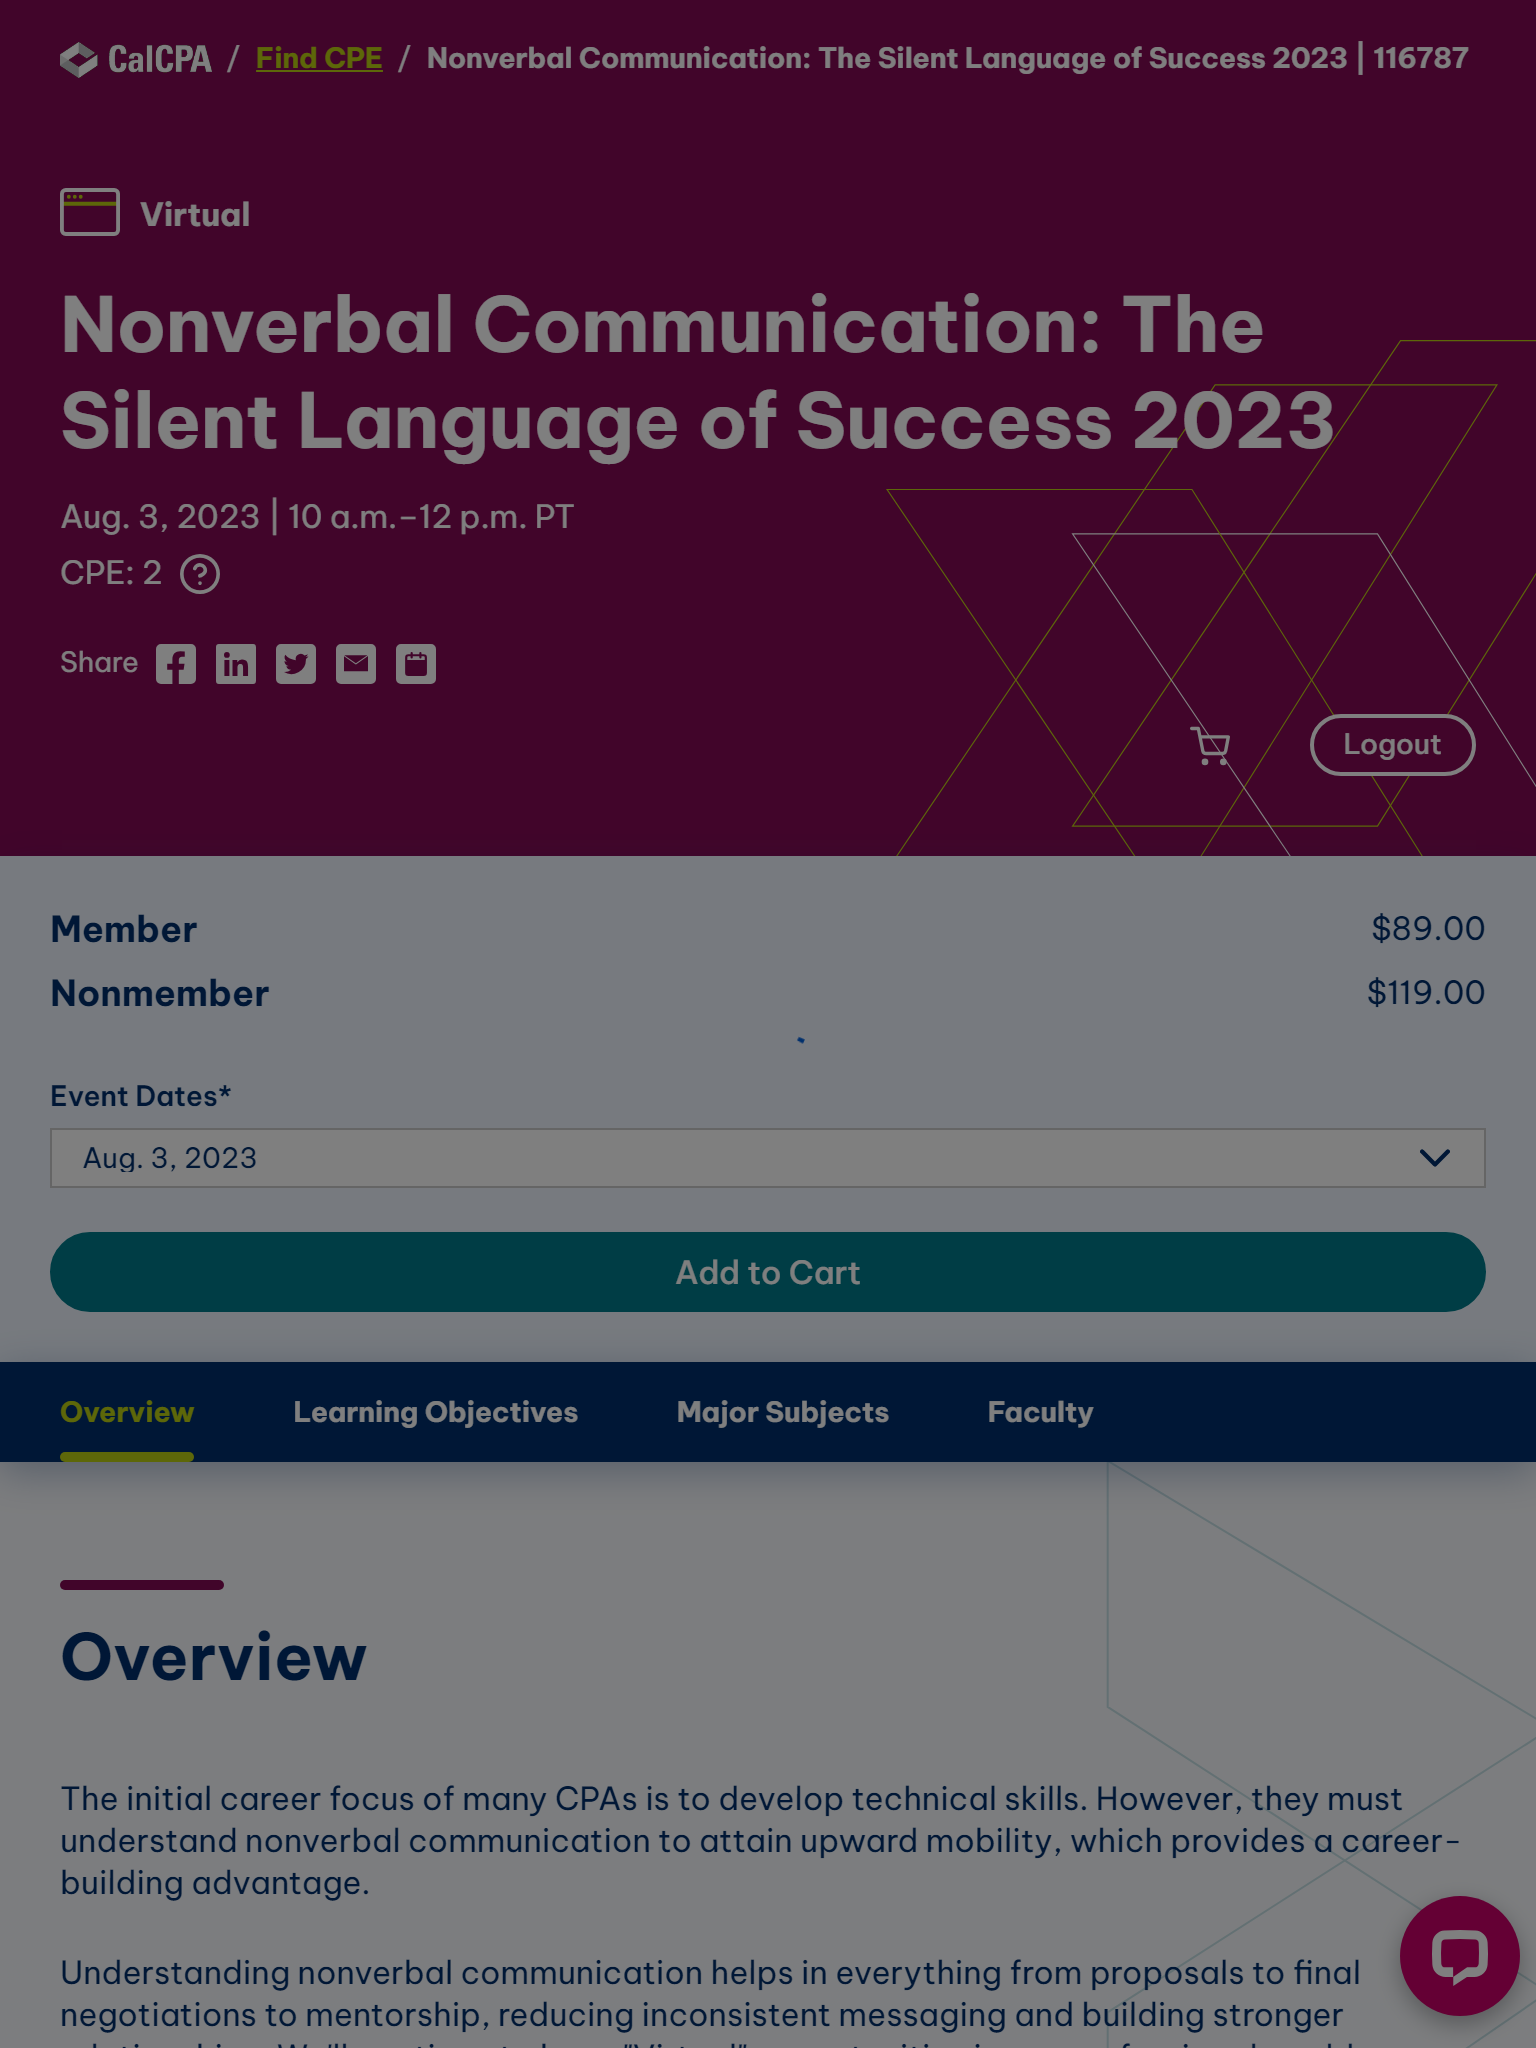 CalCPA / Find CPE / Nonverbal Communication: The Silent Language of Success 2023 | 116787
Virtual
Nonverbal Communication: The
Silent Language of Success 2023
Aug. 3, 2023 | 10 a.m.–12 p.m. PT
CPE: 2 ?
Share
Logout
Member $89.00
Nonmember $119.00
Event Dates*
Aug. 3, 2023
Add to Cart
Overview Learning Objectives Major Subjects Faculty
Overview
The initial career focus of many CPAs is to develop technical skills. However, they must
understand nonverbal communication to attain upward mobility, which provides a career-
building advantage.
Understanding nonverbal communication helps in everything from proposals to final
negotiations to mentorship, reducing inconsistent messaging and building stronger